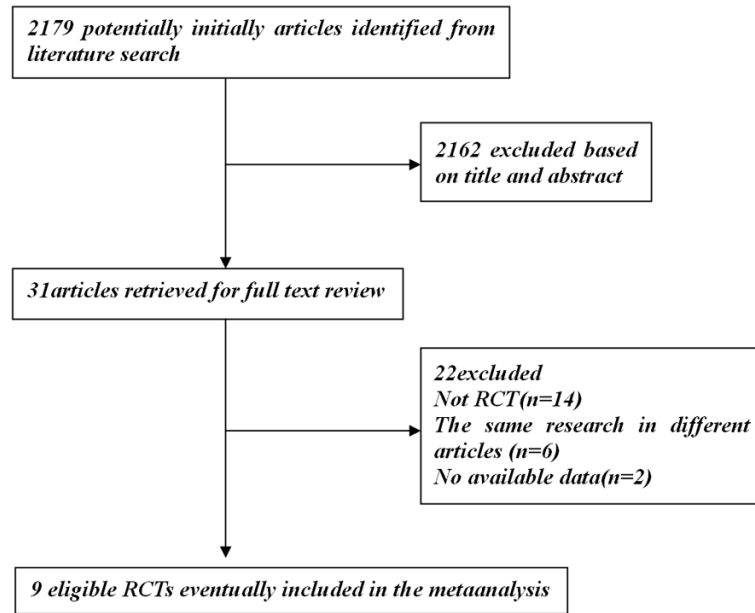 2179 potentially initially articles identified from
literature search
2162 excluded based
on title and abstract
31articles retrieved for full text review
22excluded
Not RCT(n=14)
The same research in different
articles (n=6)
No available data(n=2)
9 eligible RCTs eventually included in the metaanalysis